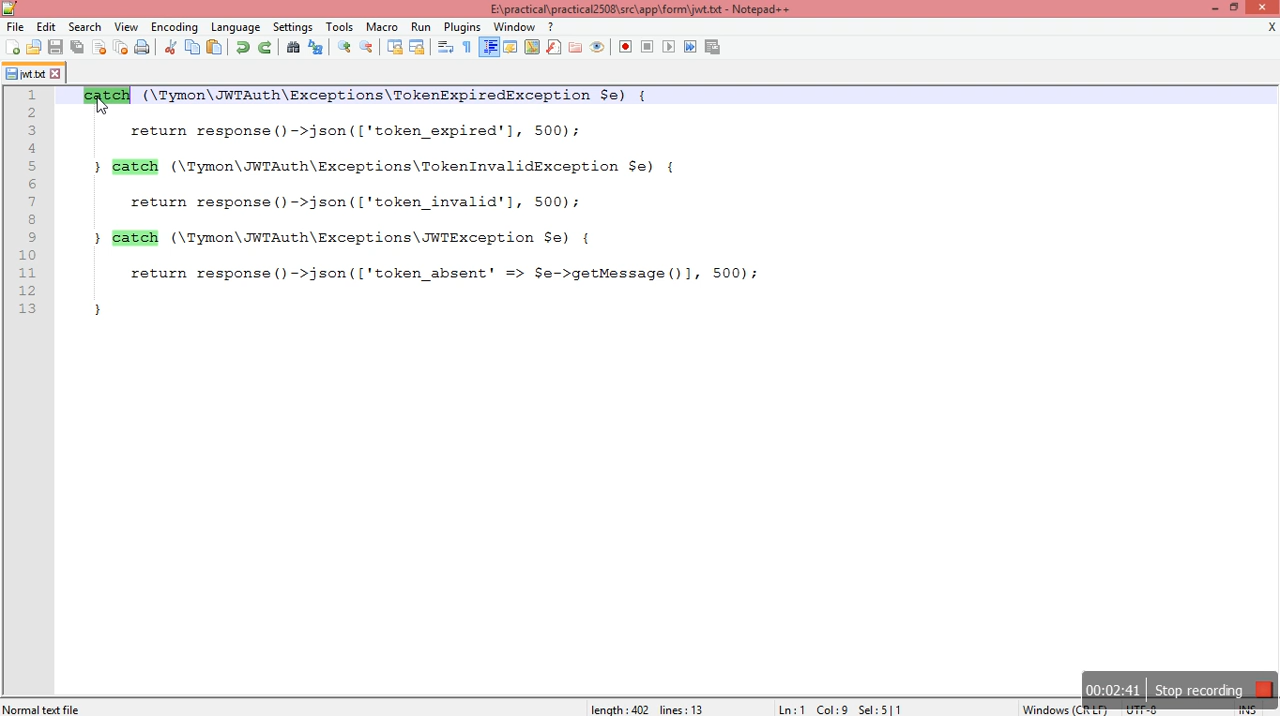 E:\practical\practical2508\src\app\form\jwt.txt - Notepad++
File Edit Search View Encoding Language Settings Tools Macro Run Plugins Window ? X
jwt.txt
1 catch (\Tymon\JWTAuth\Exceptions\TokenExpiredException $e) {
2
3 return response()->json(['token_expired'], 500);
4
5 } catch (\Tymon\JWTAuth\Exceptions\TokenInvalidException $e) {
6
7 return response()->json(['token_invalid'], 500);
8
9 } catch (\Tymon\JWTAuth\Exceptions\JWTException $e) {
10
11 return response()->json(['token_absent' => $e->getMessage()], 500);
12
13 }
00:02:41 Stop recording
Normal text file length : 402 lines : 13 Ln : 1 Col : 9 Sel : 5 | 1 Windows (CR LF) UTF-8 INS